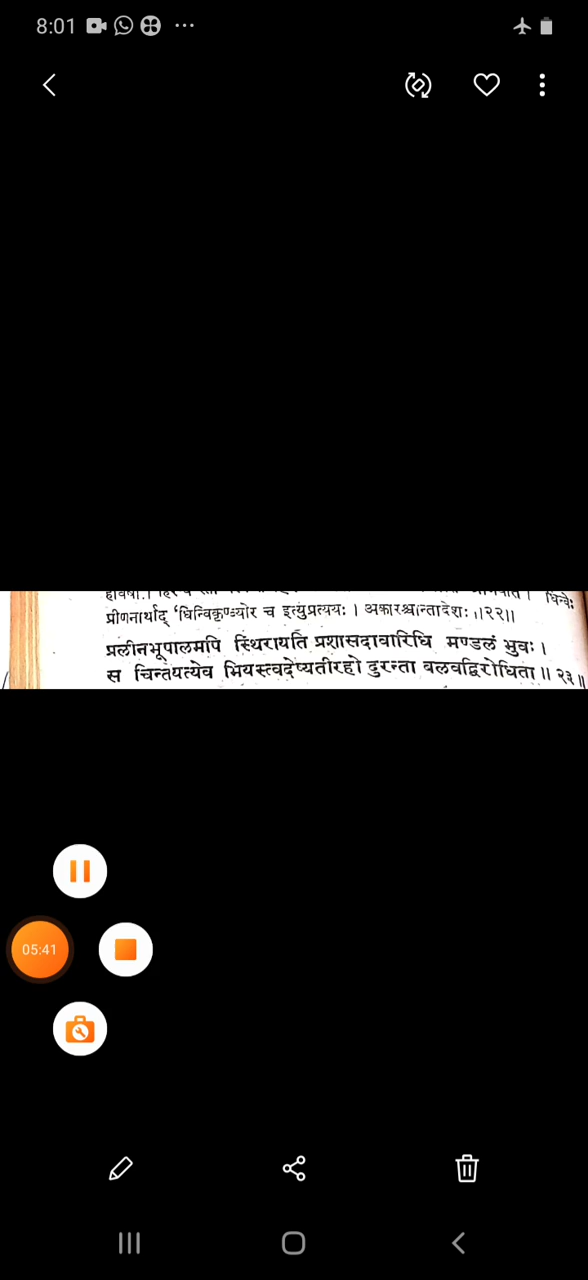 8:01
प्रीणनार्थाद् 'धिन्विकृण्व्योर च इत्युप्रत्ययः । अकारश्चान्तादेशः ।।२२।।
प्रलीनभूपालमपि स्थिरायति प्रशासदावारिधि मण्डलं भुवः ।
स चिन्तयत्येव भियस्त्वदेष्यतीरहो दुरन्ता बलवद्विरोधिता ॥ २३ ॥
05:41